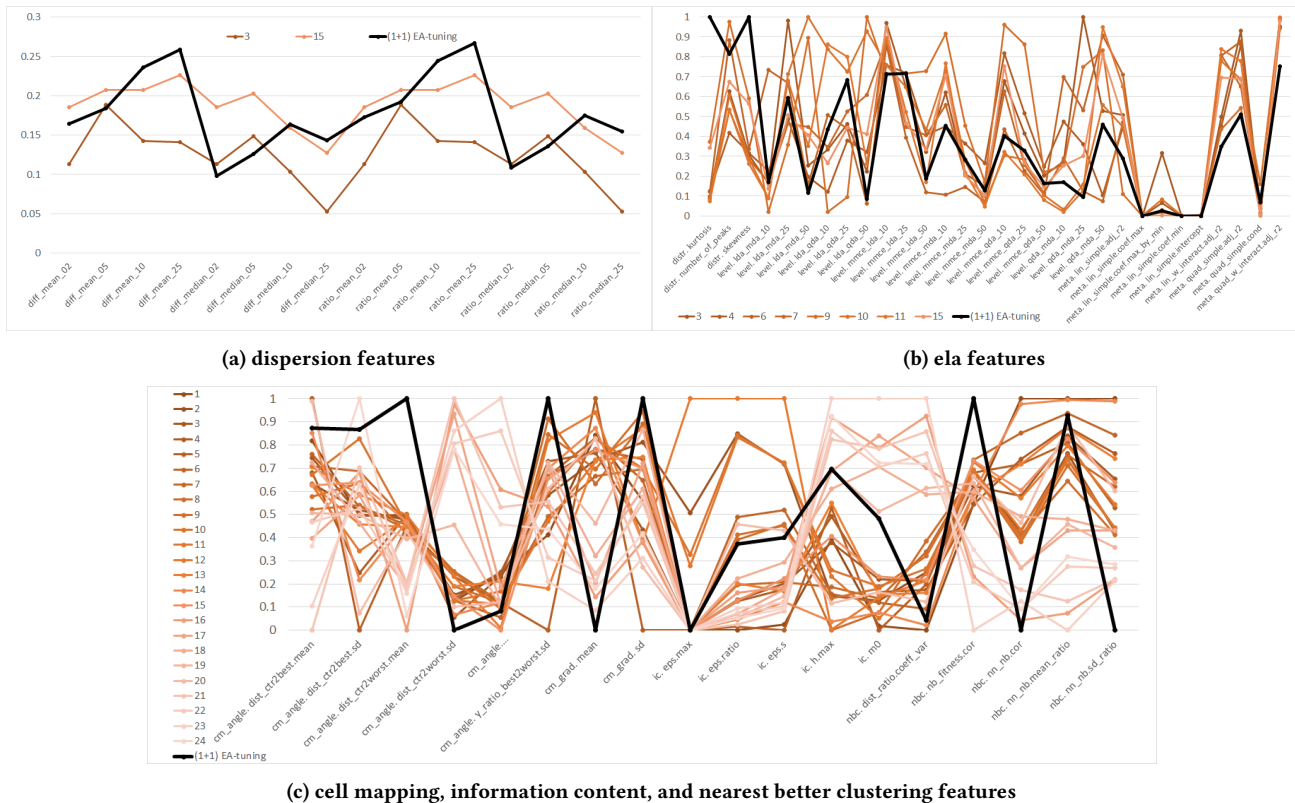 0.3
0.25
0.2
0.15
0.1
0.05
0
3
15
(1+) EA-tuning
diff_mean_02
diff_mean_05
diff_mean_10
diff_mean_25
diff_median_02
diff_median_05
diff_median_10
diff_median_25
ratio_mean_02
ratio_mean_05
ratio_mean_10
ratio_mean_25
ratio_median_02
ratio_median_05
ratio_median_10
ratio_median_25
(a) dispersion features
1
0.9
0.8
0.7
0.6
0.5
0.4
0.3
0.2
0.1
0
distr. kurtosis
distr. number_of_peaks
distr. skewness
level. lda_mda_10
level. lda_mda_25
level. lda_mda_50
level. lda_qda_10
level. lda_qda_25
level. lda_qda_50
level. mmce_lda_10
level. mmce_lda_25
level. mmce_lda_50
level. mmce_mda_10
level. mmce_mda_25
level. mmce_mda_50
level. mmce_qda_10
level. mmce_qda_25
level. mmce_qda_50
level. qda_mda_10
level. qda_mda_25
level. qda_mda_50
meta. lin_simple.adj_r2
meta. lin_simple.coef.max
meta. lin_simple.coef.max_by_min
meta. lin_simple.coef.min
meta. lin_simple.intercept
meta. lin_w_interact.adj_r2
meta. quad_simple.adj_r2
meta. quad_simple.cond
meta. quad_w_interact.adj_r2
3
4
6
7
9
10
11
15
(1+1) EA-tuning
(b) ela features
1
2
3
4
5
6
7
8
9
10
11
12
13
14
15
16
17
18
19
20
21
22
23
24
(1+1) EA-tuning
1
0.9
0.8
0.7
0.6
0.5
0.4
0.3
0.2
0.1
0
cm_angle. dist_ctr2best.mean
cm_angle. dist_ctr2best.sd
cm_angle. dist_ctr2worst.mean
cm_angle. dist_ctr2worst.sd
cm_angle.…
cm_angle. y_ratio_best2worst.sd
cm_grad. mean
cm_grad. sd
ic. eps.max
ic. eps.ratio
ic. eps.s
ic. h.max
ic. m0
nbc. dist_ratio.coeff_var
nbc. nb_fitness.cor
nbc. nn_nb.cor
nbc. nn_nb.mean_ratio
nbc. nn_nb.sd_ratio
(c) cell mapping, information content, and nearest better clustering features